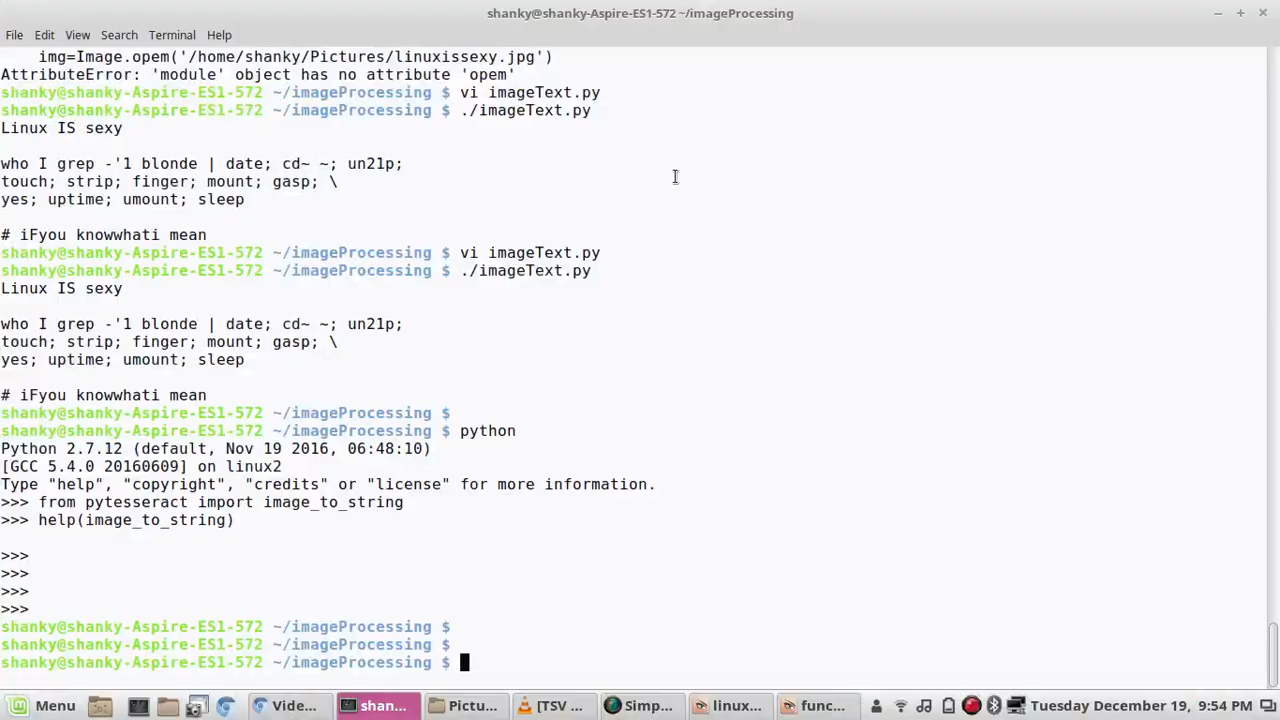 shanky@shanky-Aspire-ES1-572 ~/imageProcessing
File Edit View Search Terminal Help
img=Image.opem('/home/shanky/Pictures/linuxissexy.jpg')
AttributeError: 'module' object has no attribute 'opem'
shanky@shanky-Aspire-ES1-572 ~/imageProcessing $ vi imageText.py
shanky@shanky-Aspire-ES1-572 ~/imageProcessing $ ./imageText.py
Linux IS sexy
who I grep -'1 blonde | date; cd~ ~; un21p;
touch; strip; finger; mount; gasp; \
yes; uptime; umount; sleep
# iFyou knowwhati mean
shanky@shanky-Aspire-ES1-572 ~/imageProcessing $ vi imageText.py
shanky@shanky-Aspire-ES1-572 ~/imageProcessing $ ./imageText.py
Linux IS sexy
who I grep -'1 blonde | date; cd~ ~; un21p;
touch; strip; finger; mount; gasp; \
yes; uptime; umount; sleep
# iFyou knowwhati mean
shanky@shanky-Aspire-ES1-572 ~/imageProcessing $
shanky@shanky-Aspire-ES1-572 ~/imageProcessing $ python
Python 2.7.12 (default, Nov 19 2016, 06:48:10)
[GCC 5.4.0 20160609] on linux2
Type "help", "copyright", "credits" or "license" for more information.
>>> from pytesseract import image_to_string
>>> help(image_to_string)
>>>
>>>
>>>
>>>
shanky@shanky-Aspire-ES1-572 ~/imageProcessing $
shanky@shanky-Aspire-ES1-572 ~/imageProcessing $
shanky@shanky-Aspire-ES1-572 ~/imageProcessing $
Menu Vide... shan... Pictu... [TSV ... Simp... linux... func... Tuesday December 19, 9:54 PM